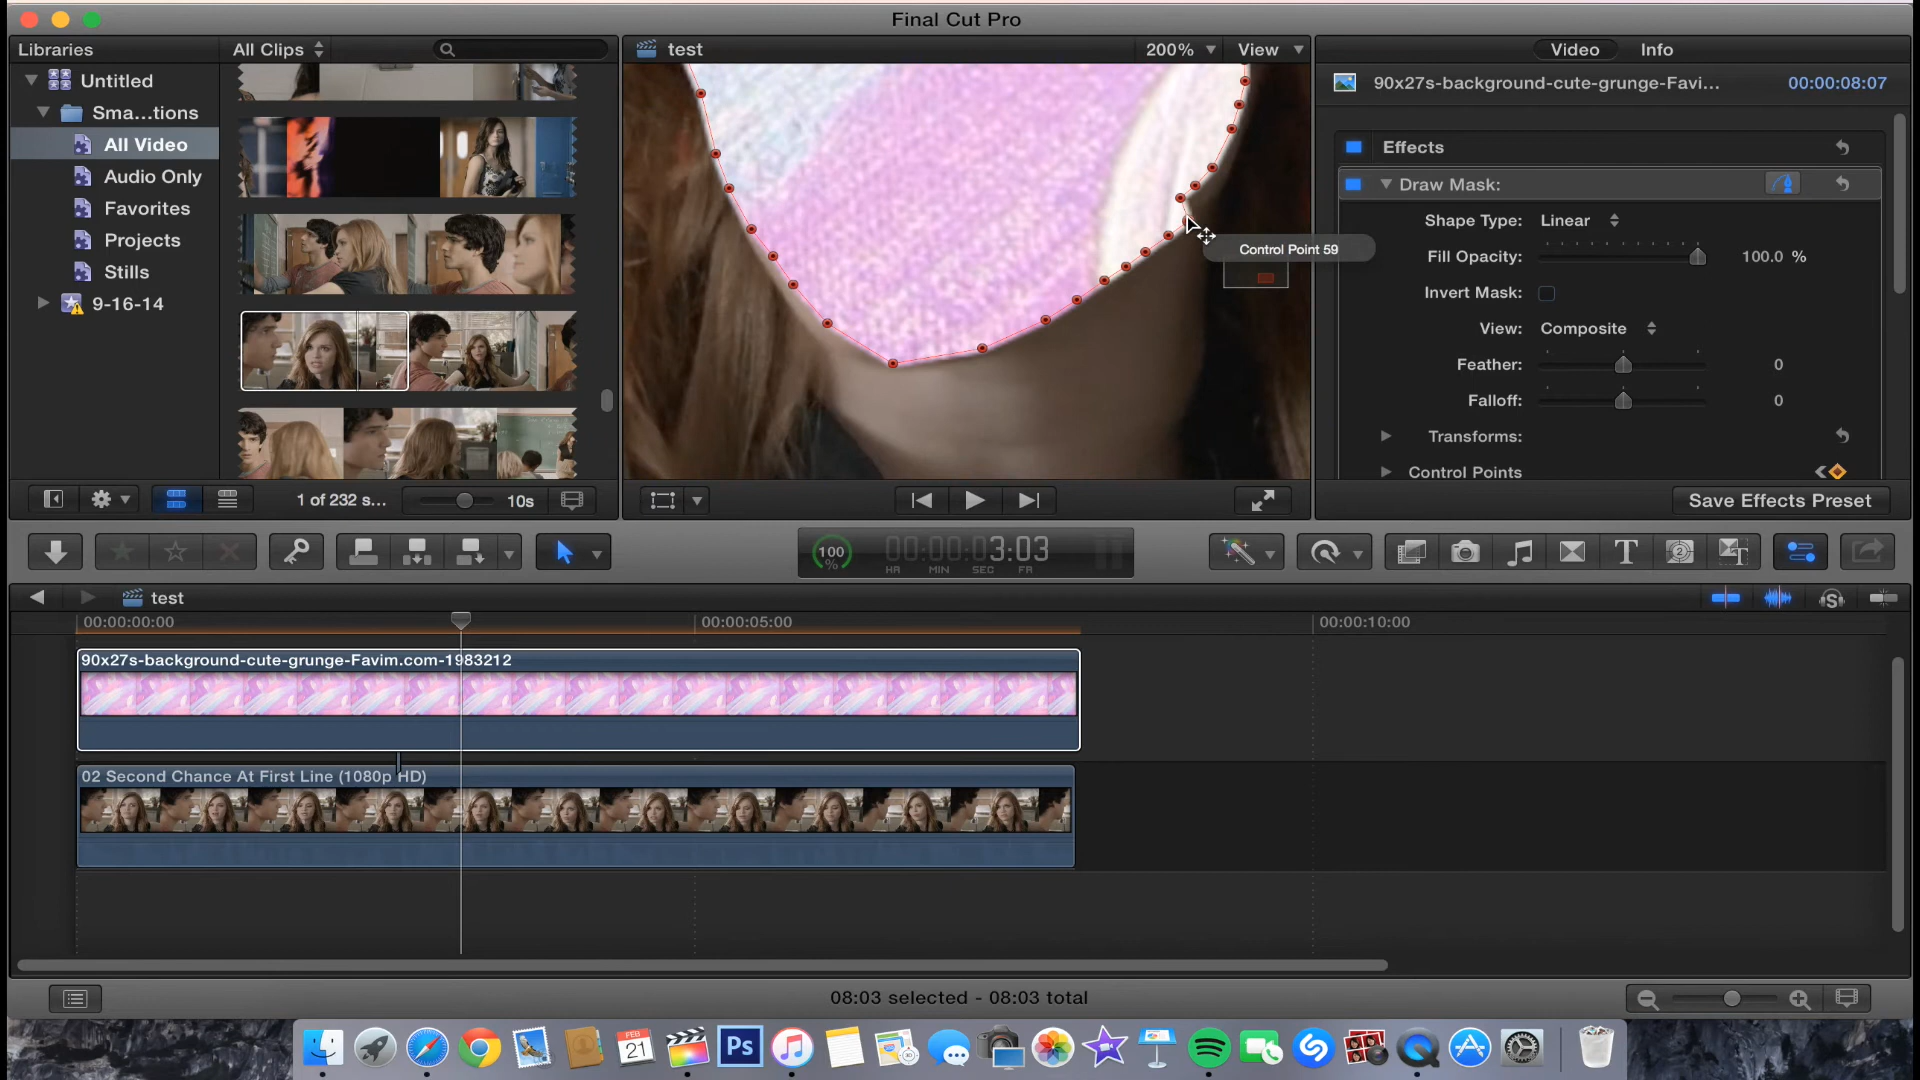 Final Cut Pro
Libraries
All Clips
test
200%
View
Video
Info
Untitled
Sma...tions
All Video
Audio Only
Favorites
Projects
Stills
9-16-14
90x27s-background-cute-grunge-Favi...
00:00:08:07
Effects
Draw Mask:
Shape Type: Linear
Fill Opacity: 100.0 %
Invert Mask:
View: Composite
Feather: 0
Falloff: 0
Transforms:
Control Points
Control Point 59
1 of 232 s...
10s
Save Effects Preset
100
%
00:00:03:03
HR MIN SEC FR
test
00:00:00:00
00:00:05:00
00:00:10:00
90x27s-background-cute-grunge-Favim.com-1983212
02 Second Chance At First Line (1080p HD)
08:03 selected - 08:03 total
FEB
21
Ps